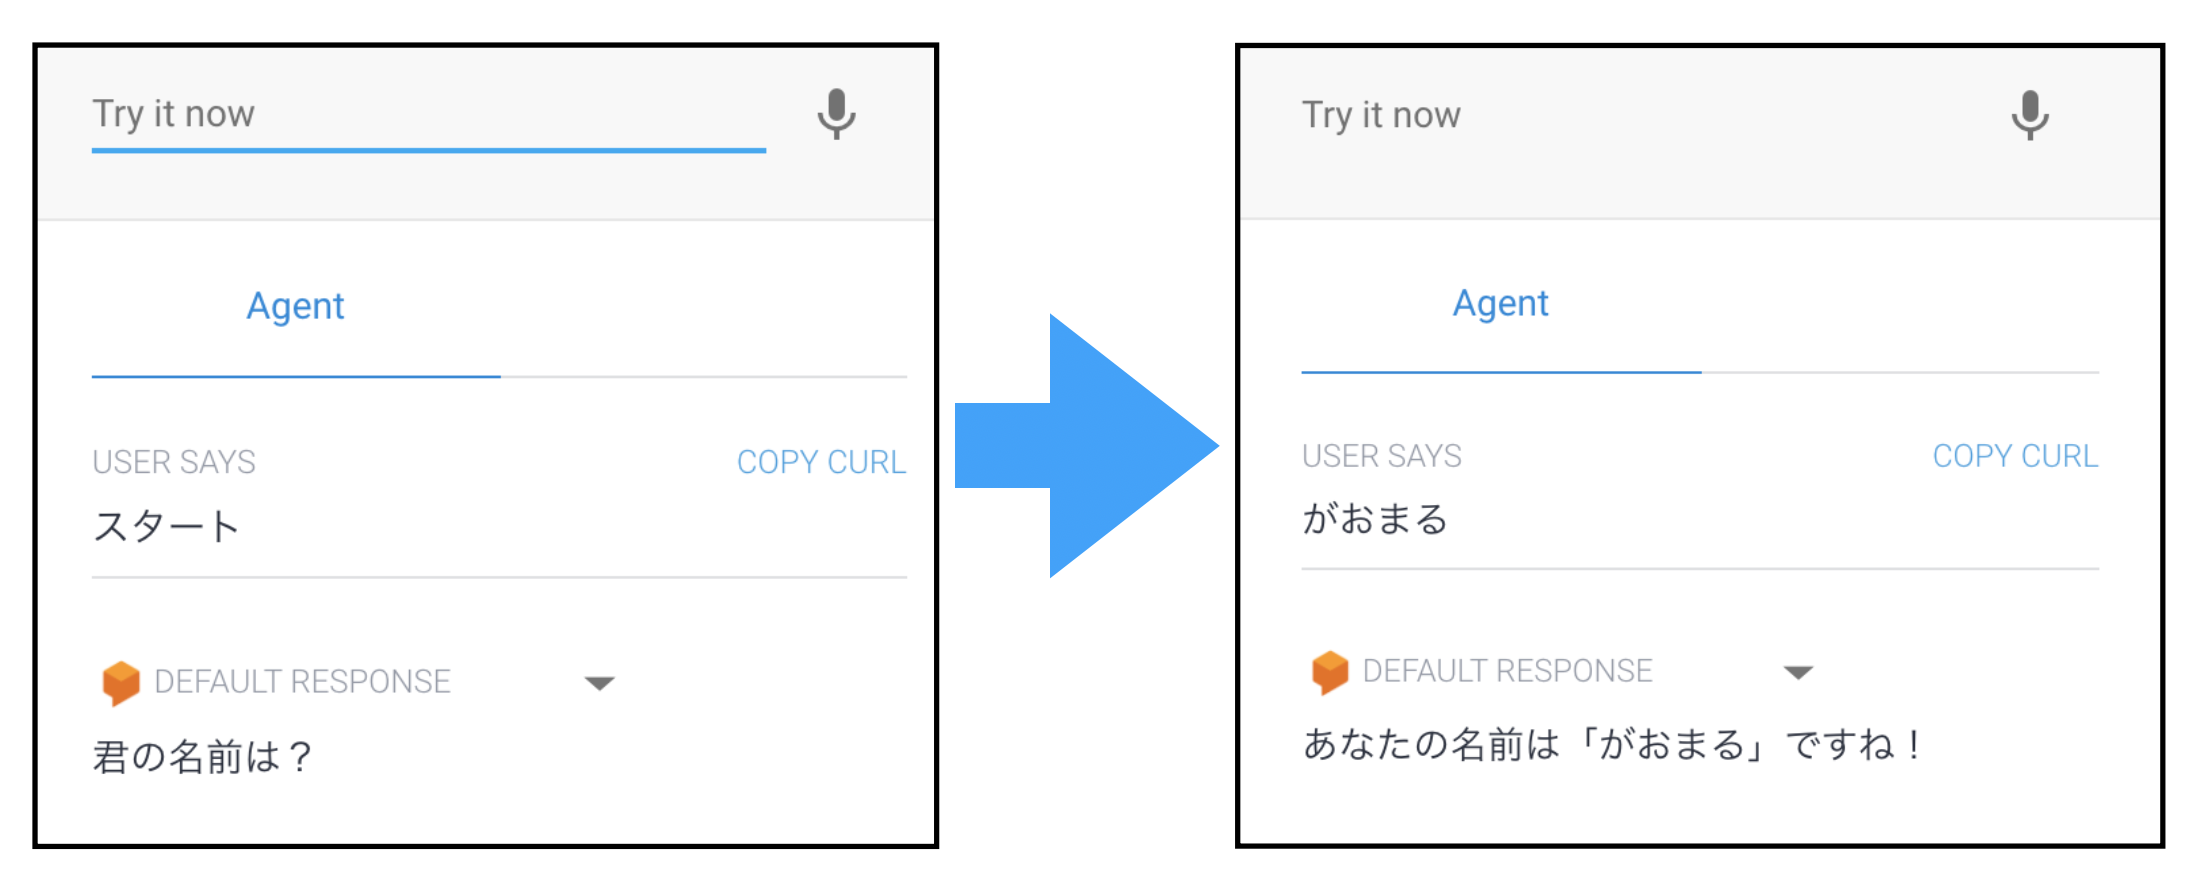 Try it now
Agent
USER SAYS
COPY CURL
スタート
DEFAULT RESPONSE
君の名前は？
Try it now
Agent
USER SAYS
COPY CURL
がおまる
DEFAULT RESPONSE
あなたの名前は「がおまる」ですね！